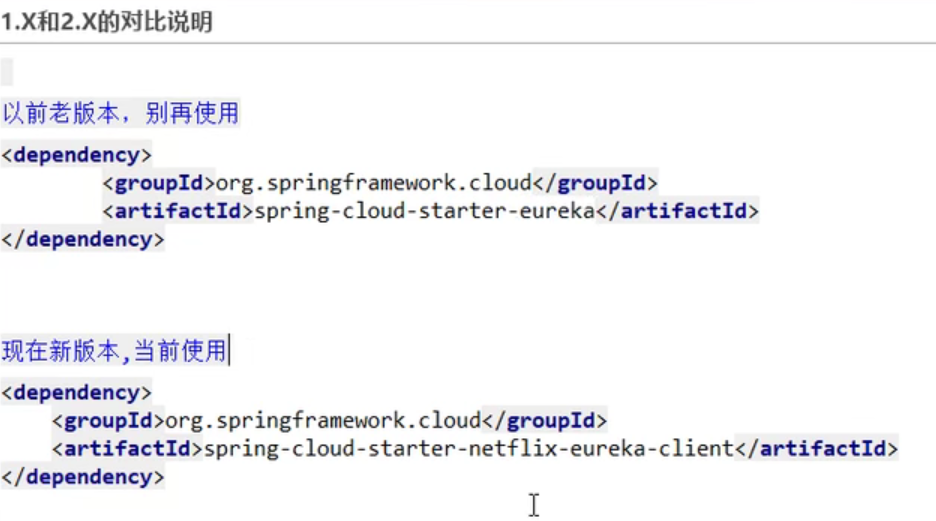 1.X和2.X的对比说明
以前老版本，别再使用
<dependency>
<groupId>org.springframework.cloud</groupId>
<artifactId>spring-cloud-starter-eureka</artifactId>
</dependency>
现在新版本,当前使用
<dependency>
<groupId>org.springframework.cloud</groupId>
<artifactId>spring-cloud-starter-netflix-eureka-client</artifactId>
</dependency>